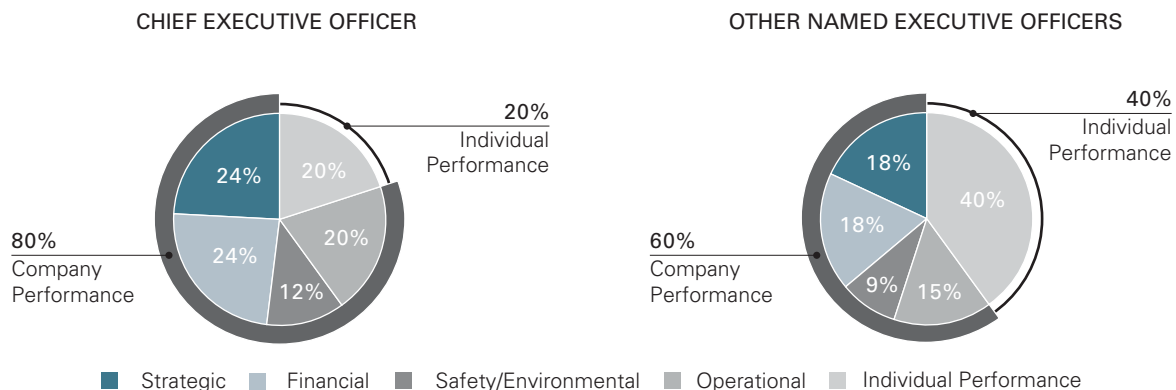 CHIEF EXECUTIVE OFFICER
20%
Individual
Performance
24%
20%
20%
12%
24%
80%
Company
Performance
OTHER NAMED EXECUTIVE OFFICERS
40%
Individual
Performance
18%
40%
15%
9%
18%
60%
Company
Performance
Strategic Financial Safety/Environmental Operational Individual Performance